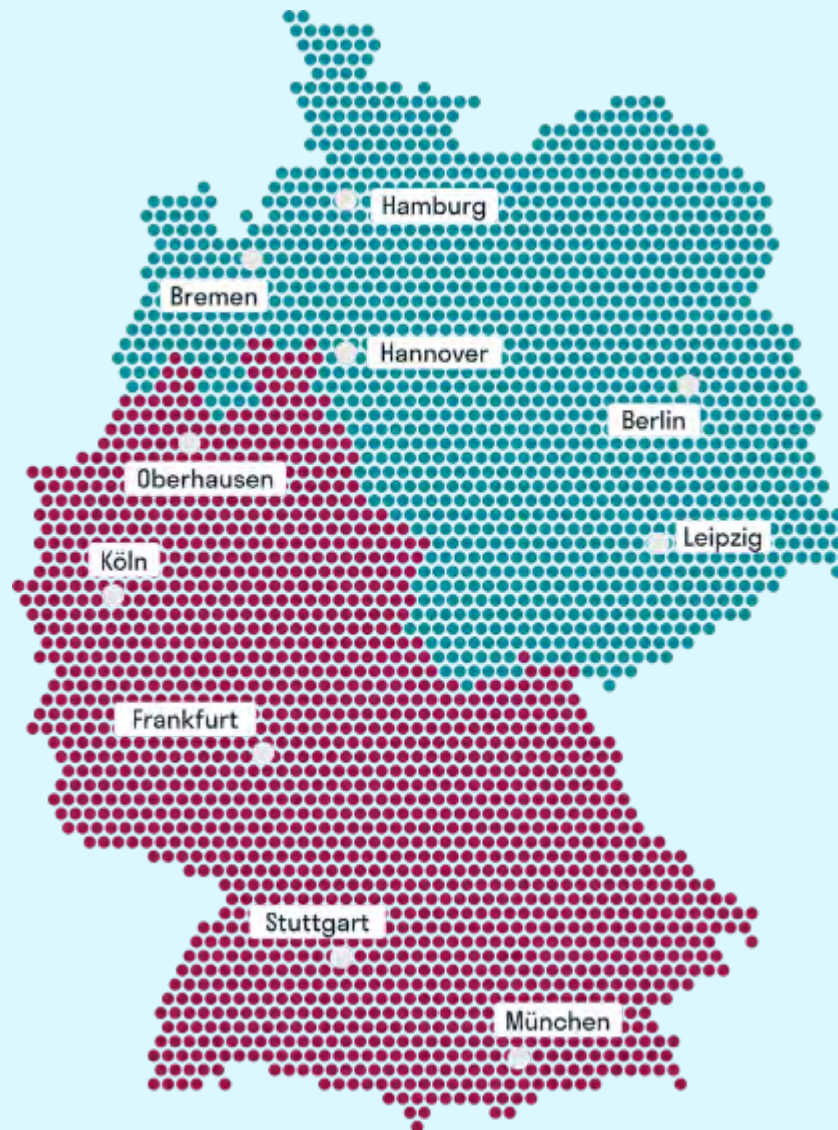 Hamburg
Bremen
Hannover
Berlin
Oberhausen
Leipzig
Köln
Frankfurt
Stuttgart
München